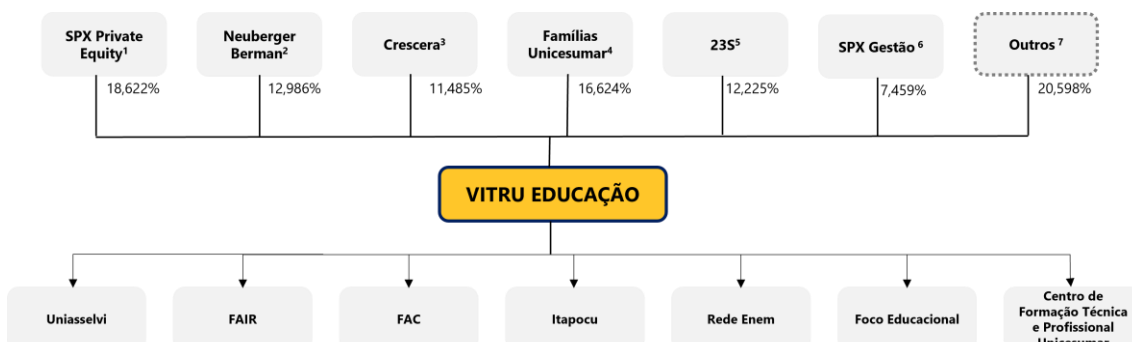 SPX Private
Equity¹
Neuberger
Berman²
Crescera³
Famílias
Unicesumar⁴
23S⁵
SPX Gestão ⁶
Outros ⁷
18,622%
12,986%
11,485%
16,624%
12,225%
7,459%
20,598%
VITRU EDUCAÇÃO
Uniasselvi
FAIR
FAC
Itapocu
Rede Enem
Foco Educacional
Centro de
Formação Técnica
e Profissional
Unicesumar